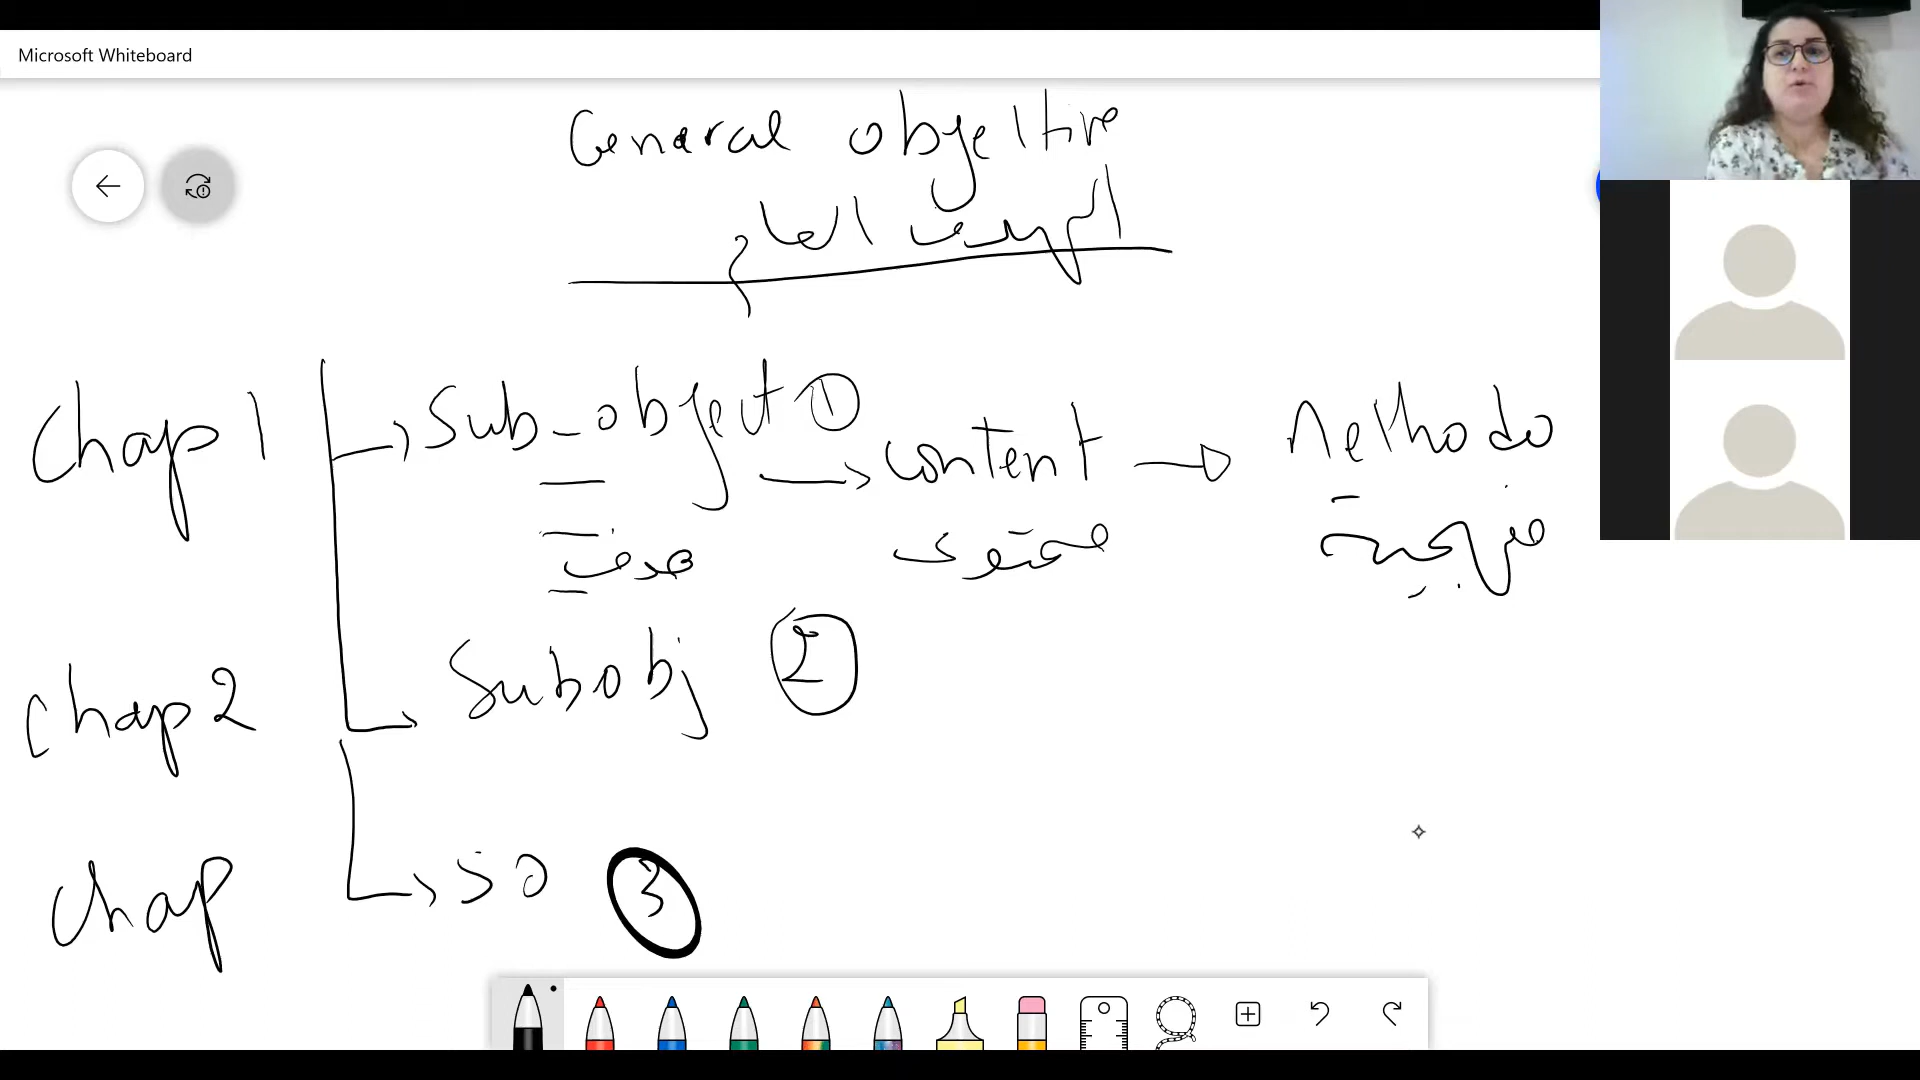 Microsoft Whiteboard
General objective
الهدف العام
Chap 1 → Sub-object ① → content → Methodo
هدف محتوى منهجية
Chap 2 Subobj ②
Chap → SO ③